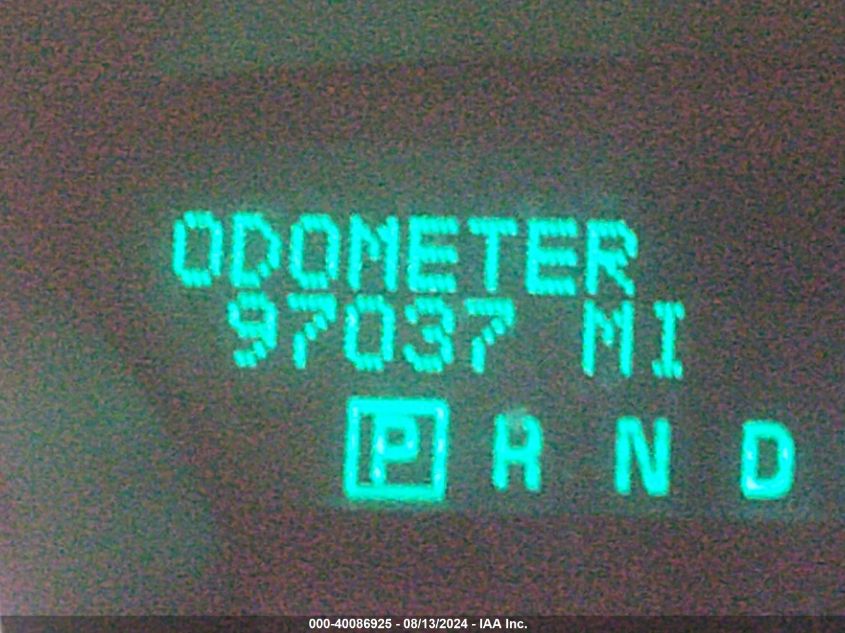 ODOMETER
97037 MI
P R N D
000-40086925 - 08/13/2024 - IAA Inc.